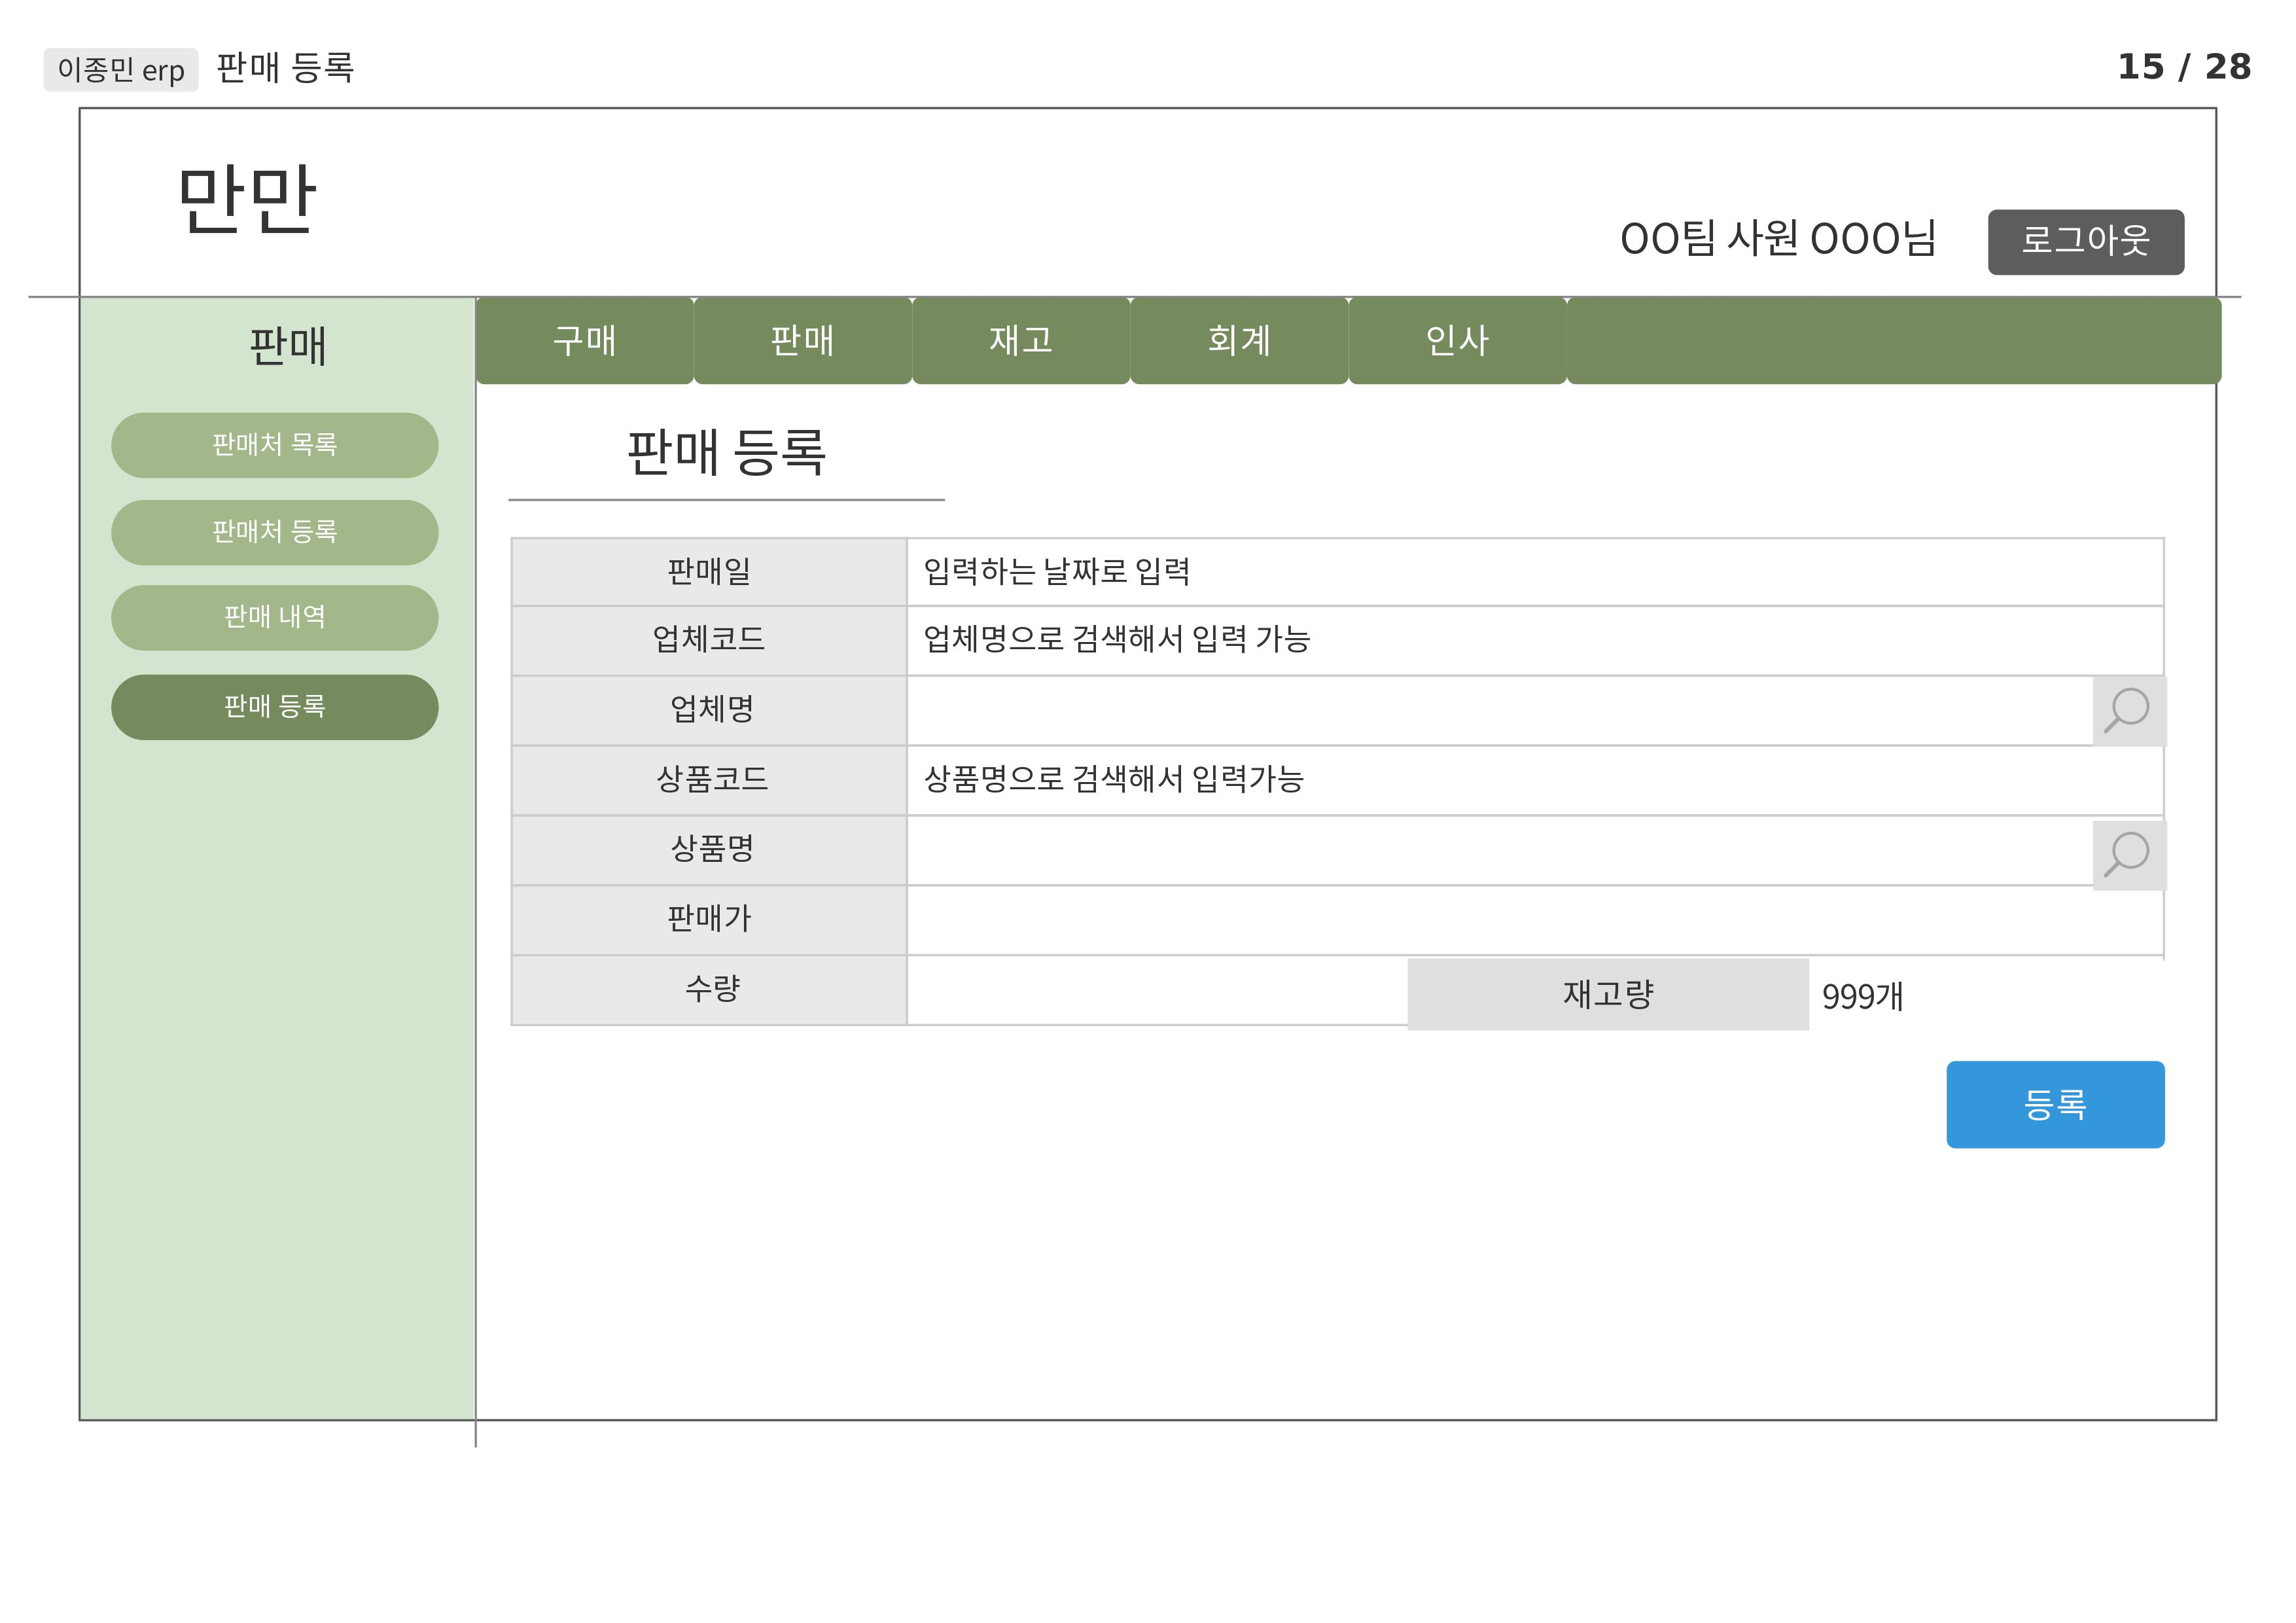 이종민 erp 판매 등록
15 / 28
만만
OO팀 사원 OOO님 로그아웃
판매
구매 판매 재고 회계 인사
판매처 목록
판매처 등록
판매 내역
판매 등록
판매 등록
판매일 입력하는 날짜로 입력
업체코드 업체명으로 검색해서 입력 가능
업체명
상품코드 상품명으로 검색해서 입력가능
상품명
판매가
수량 재고량 999개
등록